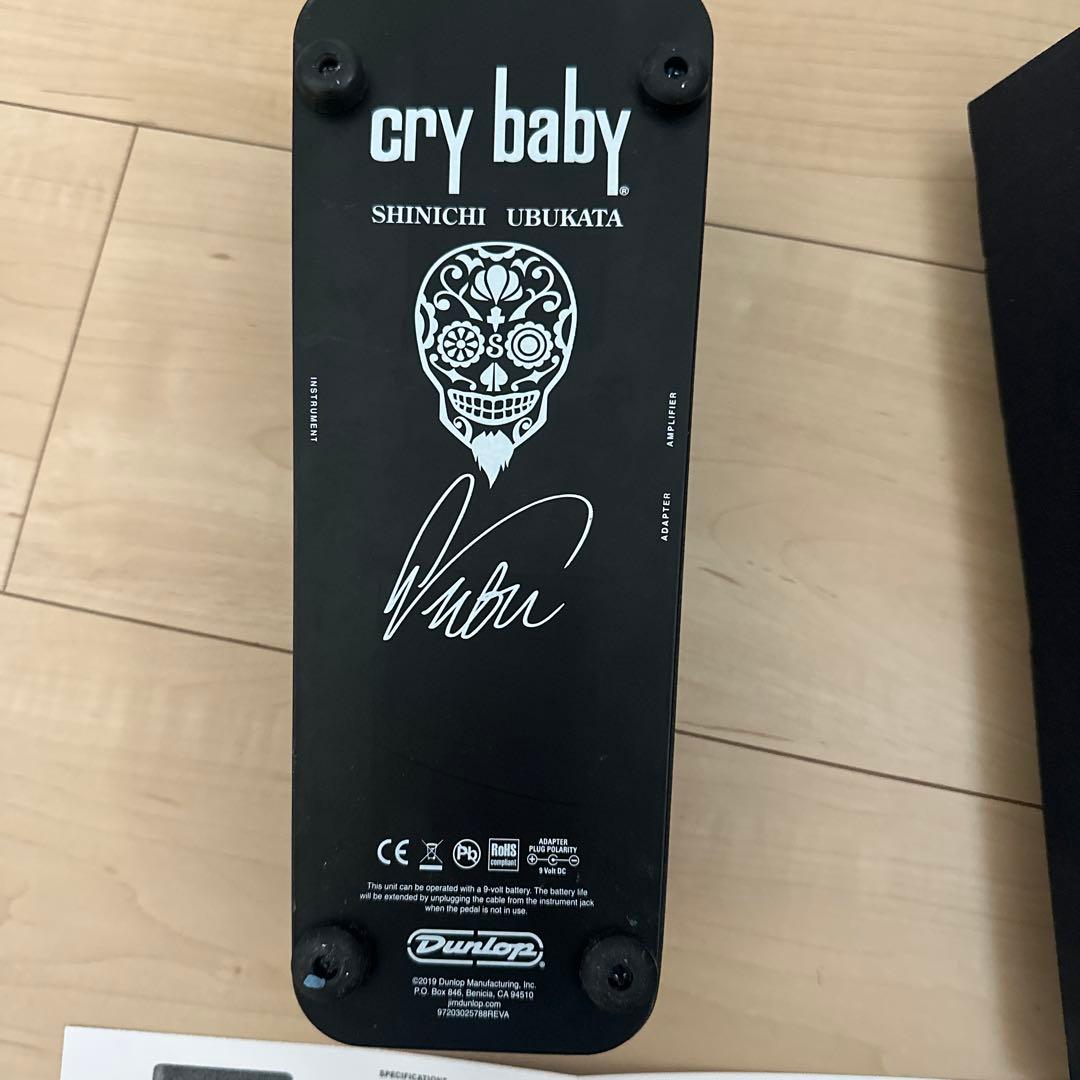 cry baby®
SHINICHI UBUKATA
S
INSTRUMENT
AMPLIFIER
ADAPTER
CE
Pb
RoHS
compliant
ADAPTER
PLUG POLARITY
9 Volt DC
This unit can be operated with a 9-volt battery. The battery life
will be extended by unplugging the cable from the instrument jack
when the pedal is not in use.
DUNLOP®
©2019 Dunlop Manufacturing, Inc.
P.O. Box 846, Benicia, CA 94510
jimdunlop.com
97203025788REVA
SPECIFICATIONS